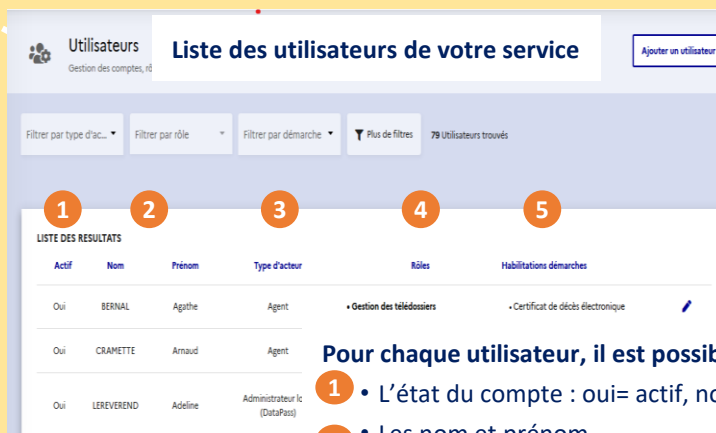 Utilisateurs
Gestion des comptes, rô
Liste des utilisateurs de votre service
Ajouter un utilisateur
Filtrer par type d'ac... Filtrer par rôle Filtrer par démarche Plus de filtres 79 Utilisateurs trouvés
1 2 3 4 5
LISTE DES RESULTATS
Actif Nom Prénom Type d'acteur Rôles Habilitations démarches
Oui BERNAL Agathe Agent • Gestion des télédossiers • Certificat de décès électronique
Oui CRAMETTE Arnaud Agent
Pour chaque utilisateur, il est possib
1 • L'état du compte : oui= actif, no
Oui LEREVEREND Adeline Administrateur lo
(DataPass)
• Les nom et prénom